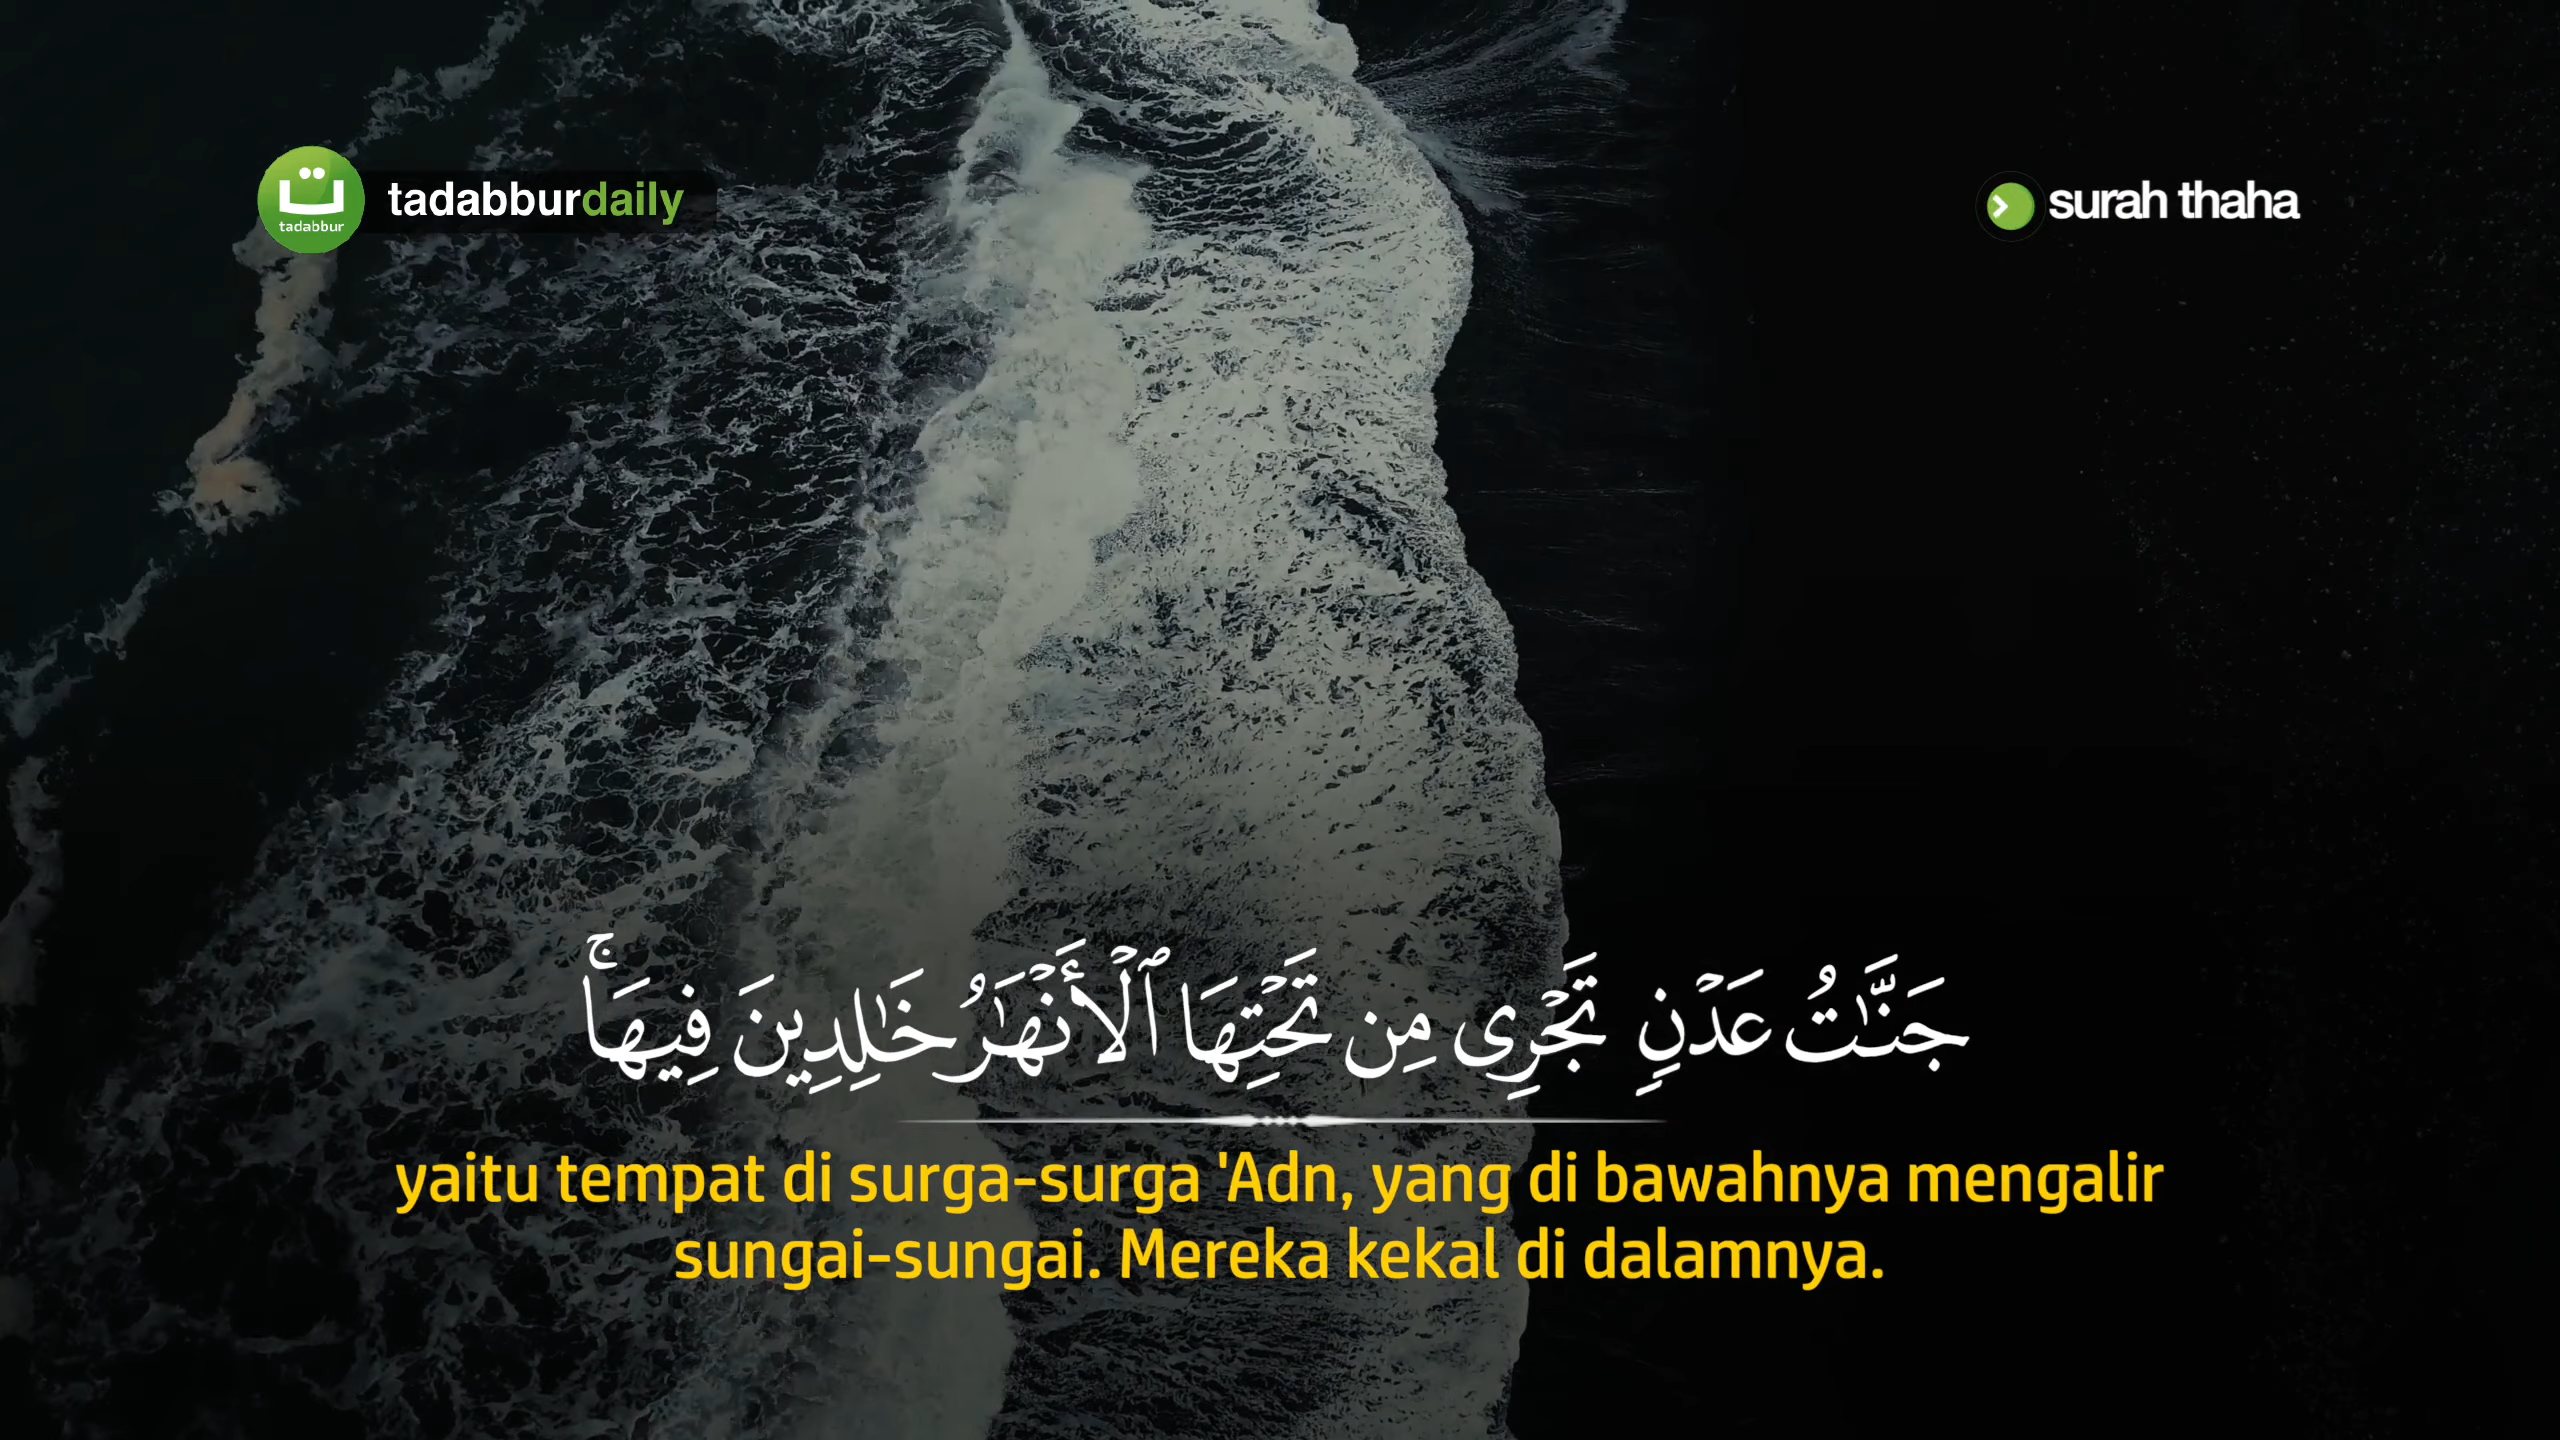 ت
tadabbur
tadabburdaily
surah thaha
جَنَّـٰتُ عَدْنٍ تَجْرِى مِن تَحْتِهَا ٱلْأَنْهَـٰرُ خَـٰلِدِينَ فِيهَا ۚ
yaitu tempat di surga-surga 'Adn, yang di bawahnya mengalir
sungai-sungai. Mereka kekal di dalamnya.